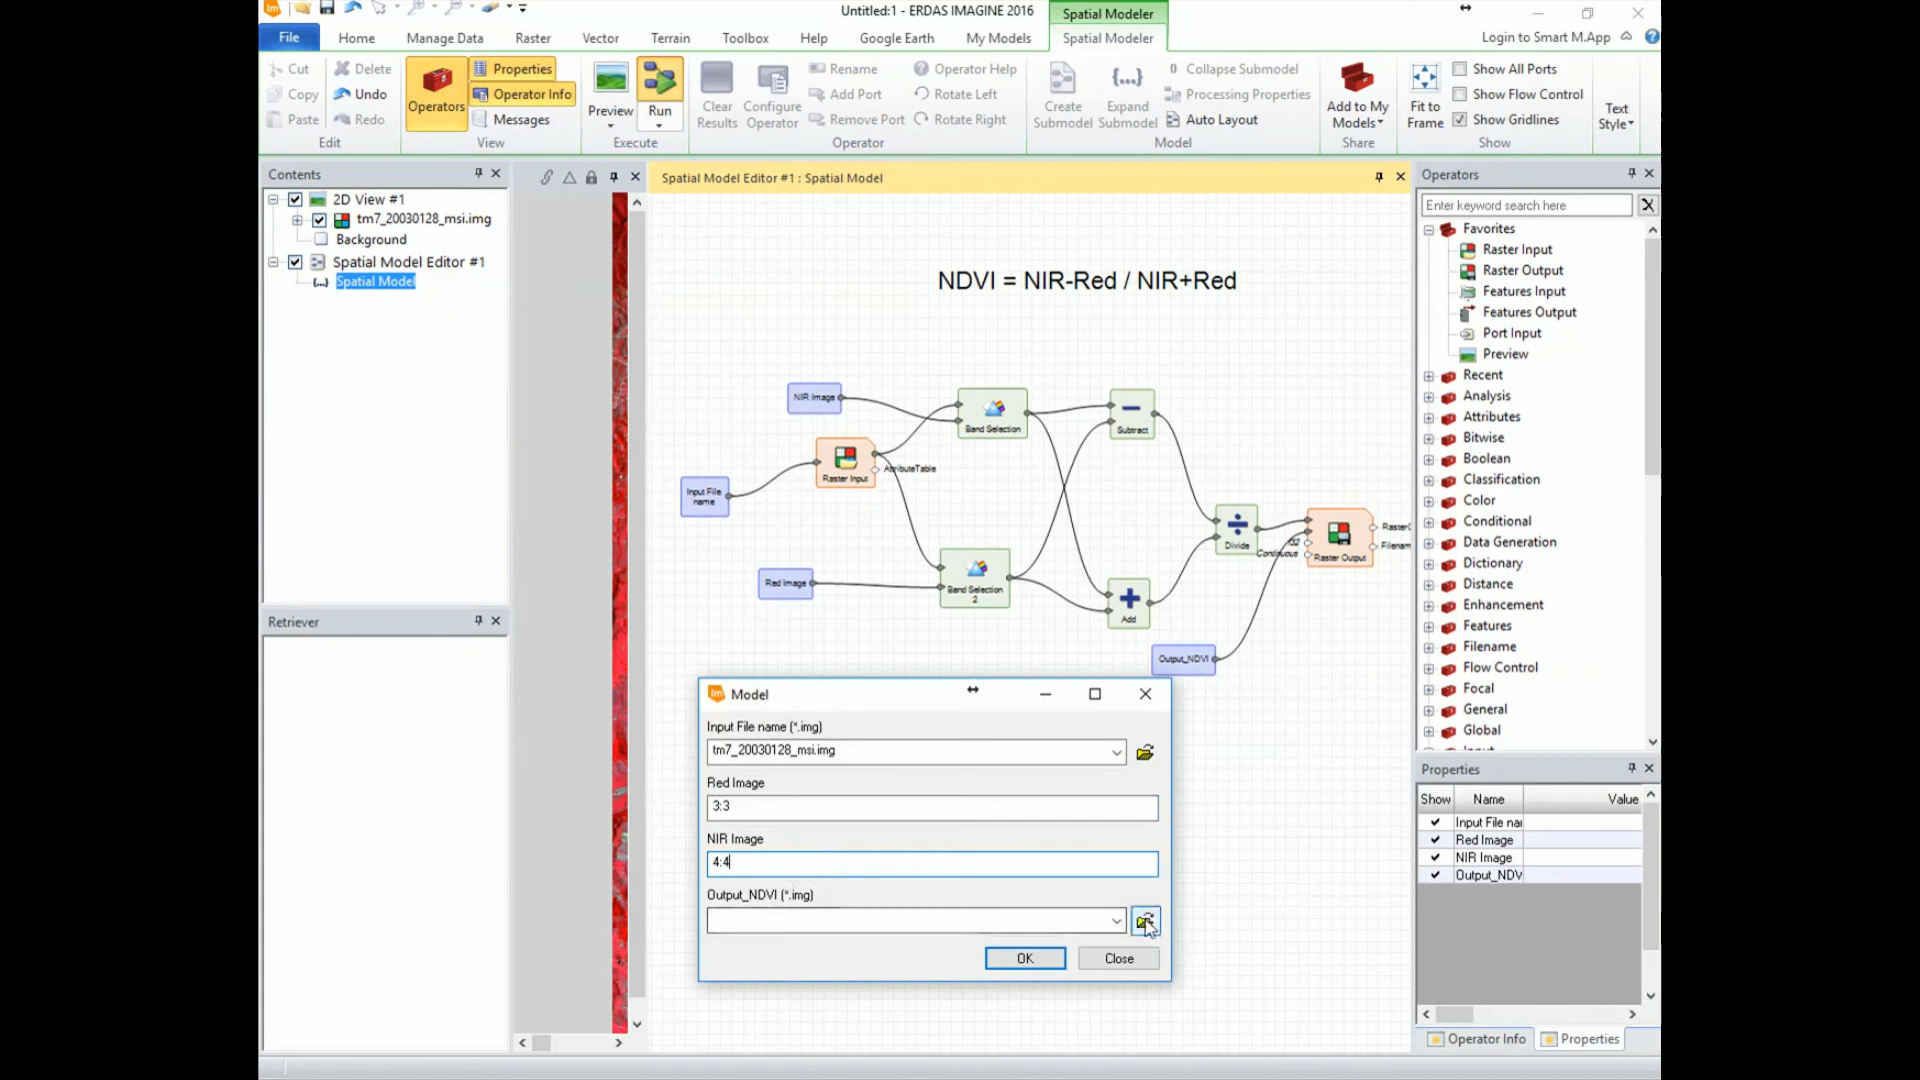 Untitled:1 - ERDAS IMAGINE 2016
Spatial Modeler
File
Home
Manage Data
Raster
Vector
Terrain
Toolbox
Help
Google Earth
My Models
Spatial Modeler
Login to Smart M.App
Cut
Copy
Paste
Delete
Undo
Redo
Edit
Operators
Properties
Operator Info
Messages
View
Preview
Run
Execute
Clear Results
Configure Operator
Rename
Add Port
Remove Port
Operator Help
Rotate Left
Rotate Right
Operator
Create Submodel
Expand Submodel
Collapse Submodel
Processing Properties
Auto Layout
Model
Add to My Models
Share
Fit to Frame
Show All Ports
Show Flow Control
Show Gridlines
Show
Text Style
Contents
2D View #1
tm7_20030128_msi.img
Background
Spatial Model Editor #1
Spatial Model
Retriever
Spatial Model Editor #1 : Spatial Model
NDVI = NIR-Red / NIR+Red
NIR Image
Band Selection
Subtract
Raster Input
AttributeTable
Input File
name
Divide
Continuous
Raster Output
Filename
Red Image
Band Selection
2
Add
Output_NDVI
Model
Input File name (*.img)
tm7_20030128_msi.img
Red Image
3:3
NIR Image
4:4
Output_NDVI (*.img)
OK
Close
Operators
Enter keyword search here
Favorites
Raster Input
Raster Output
Features Input
Features Output
Port Input
Preview
Recent
Analysis
Attributes
Bitwise
Boolean
Classification
Color
Conditional
Data Generation
Dictionary
Distance
Enhancement
Features
Filename
Flow Control
Focal
General
Global
Properties
Show
Name
Value
Input File nar
Red Image
NIR Image
Output_NDV
Operator Info
Properties